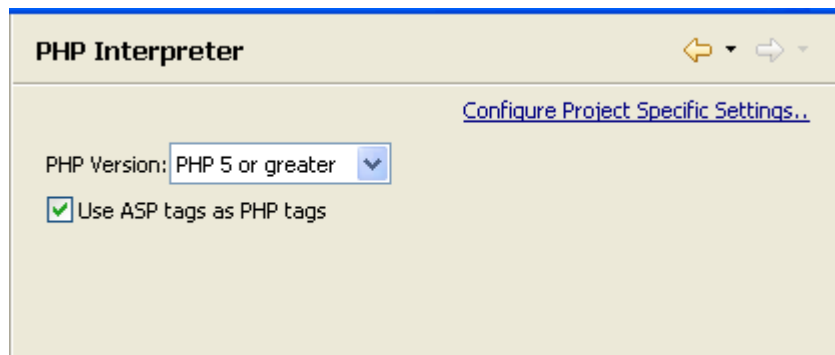 PHP Interpreter
Configure Project Specific Settings..
PHP Version: PHP 5 or greater
Use ASP tags as PHP tags